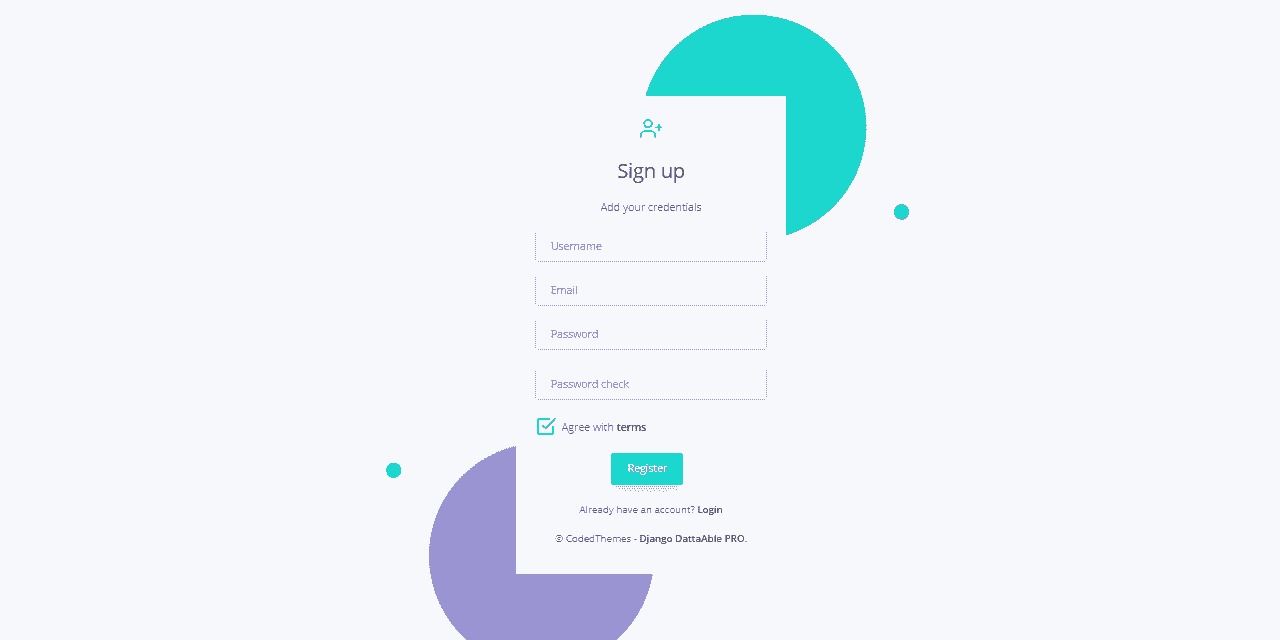 Sign up
Add your credentials
Username
Email
Password
Password check
Agree with terms
Register
Already have an account? Login
© CodedThemes - Django DattaAble PRO.